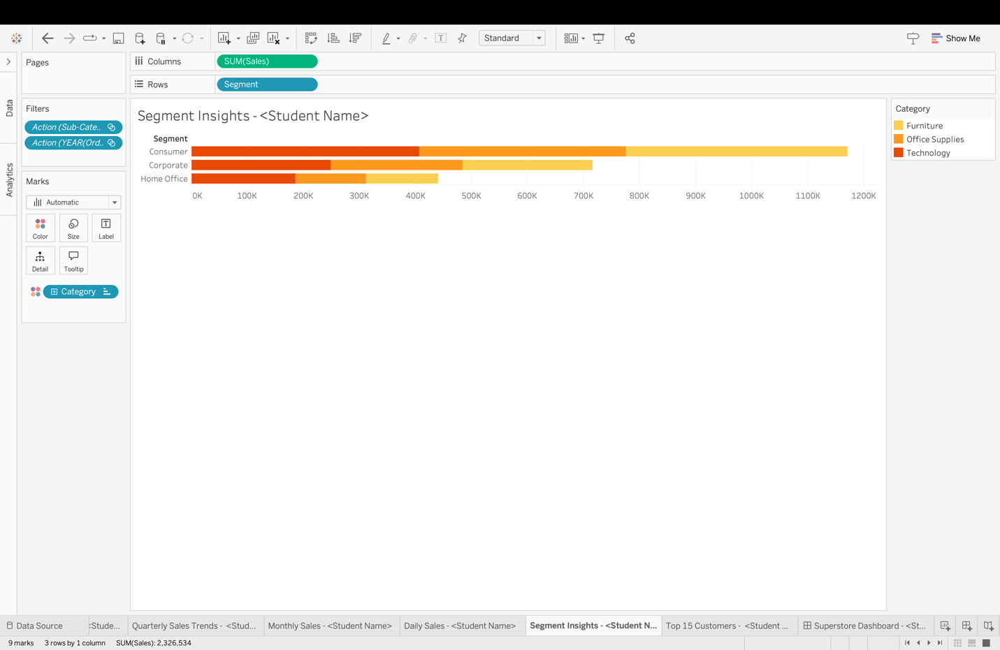 Standard
Show Me
Pages
Columns
SUM(Sales)
Rows
Segment
Data
Analytics
Filters
Action (Sub-Cate..
Action (YEAR(Ord..
Marks
Automatic
Color
Size
Label
Detail
Tooltip
Category
Segment Insights - <Student Name>
Segment
Consumer
Corporate
Home Office
0K 100K 200K 300K 400K 500K 600K 700K 800K 900K 1000K 1100K 1200K
Category
Furniture
Office Supplies
Technology
Data Source <Stude... Quarterly Sales Trends - <Stud... Monthly Sales - <Student Name> Daily Sales - <Student Name> Segment Insights - <Student N... Top 15 Customers - <Student ... Superstore Dashboard - <St...
9 marks 3 rows by 1 column SUM(Sales): 2,326,534